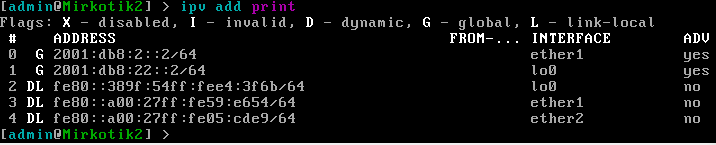 [admin@Mirkotik2] > ipv add print
Flags: X - disabled, I - invalid, D - dynamic, G - global, L - link-local
# ADDRESS FROM-... INTERFACE ADV
0 G 2001:db8:2::2/64 ether1 yes
1 G 2001:db8:22::2/64 lo0 yes
2 DL fe80::389f:54ff:fee4:3f6b/64 lo0 no
3 DL fe80::a00:27ff:fe59:e654/64 ether1 no
4 DL fe80::a00:27ff:fe05:cde9/64 ether2 no
[admin@Mirkotik2] >